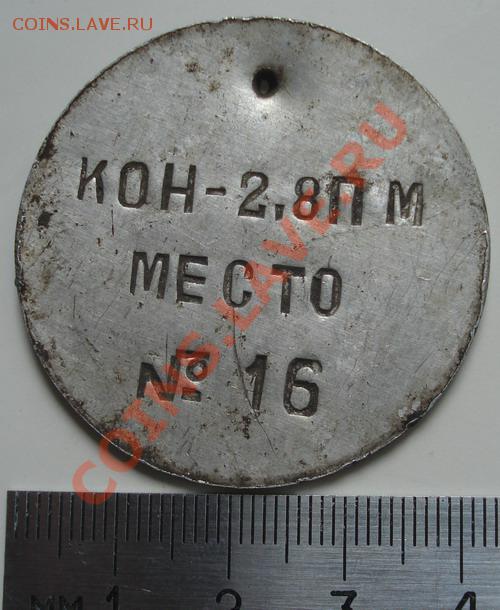 COINS.LAVE.RU
КОН-2,8П М
МЕСТО
№ 16
COINS.LAVE.RU
ММ 1 2 3 4